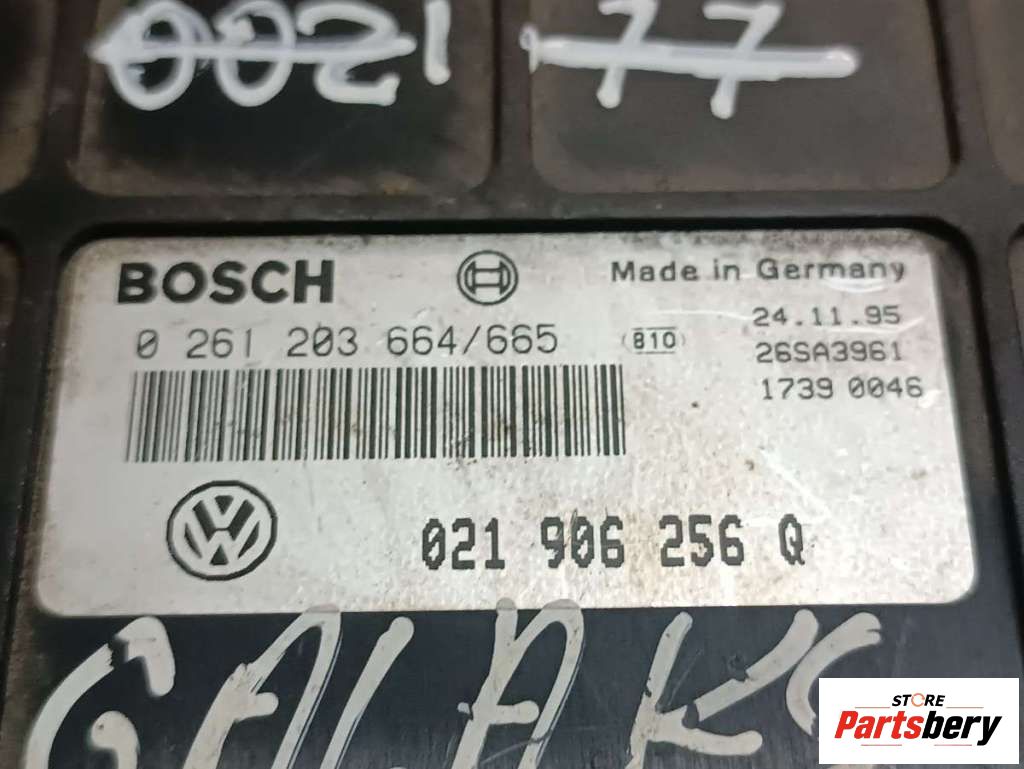 0021 77
BOSCH
Made in Germany
0 261 203 664/665
810
24.11.95
26SA3961
1739 0046
VW
021 906 256 Q
STORE
Partsbery